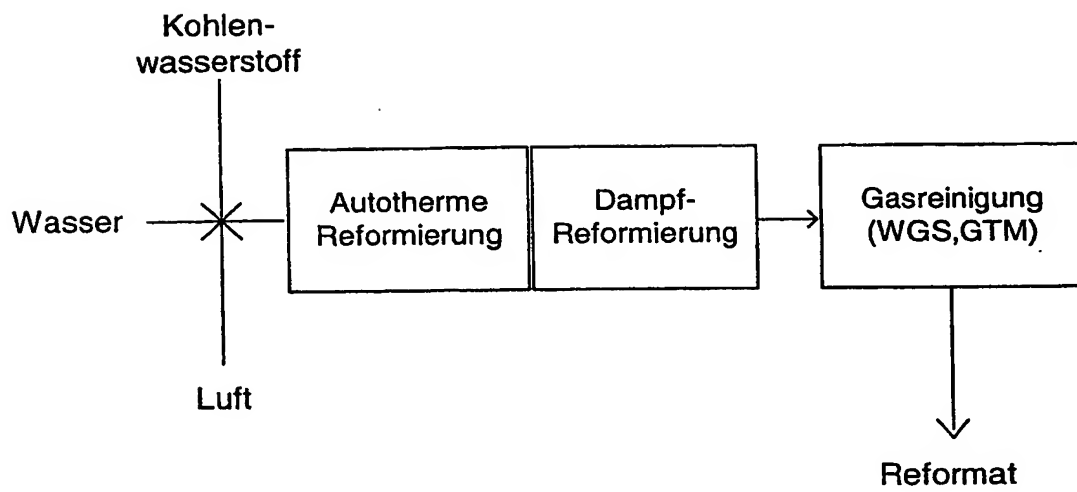 Kohlen-
wasserstoff
Wasser
Autotherme
Reformierung
Dampf-
Reformierung
Gasreinigung
(WGS,GTM)
Luft
Reformat